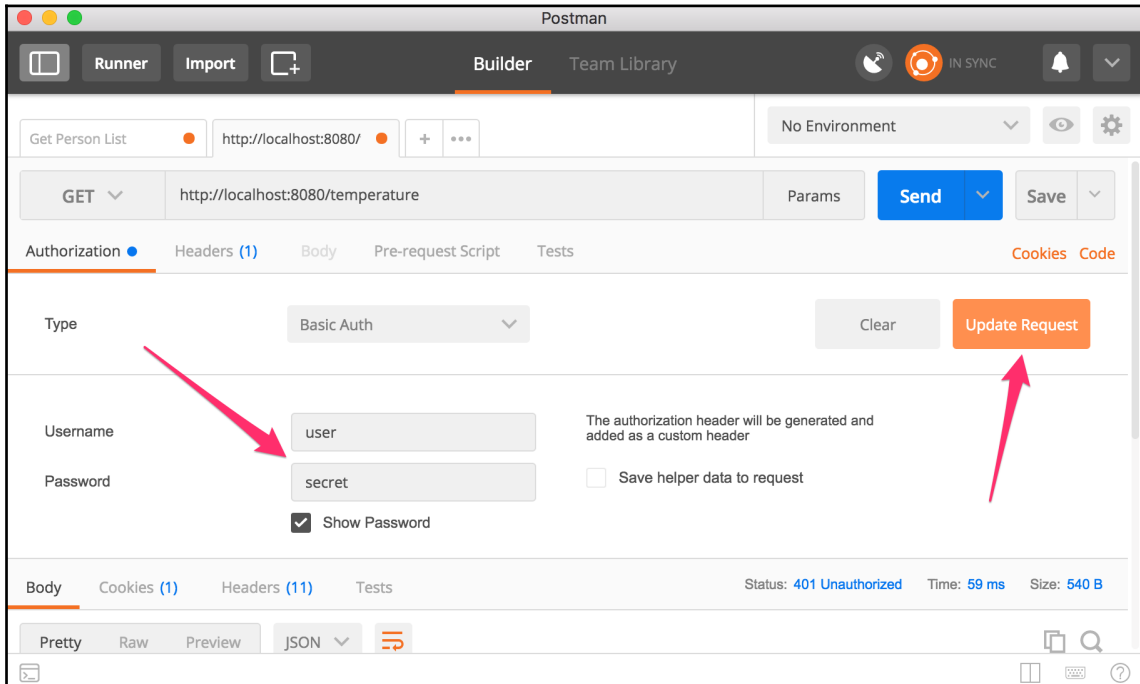 Postman
Runner Import Builder Team Library IN SYNC
Get Person List http://localhost:8080/ + ••• No Environment
GET http://localhost:8080/temperature Params Send Save
Authorization Headers (1) Body Pre-request Script Tests Cookies Code
Type Basic Auth Clear Update Request
Username user The authorization header will be generated and
added as a custom header
Password secret Save helper data to request
Show Password
Body Cookies (1) Headers (11) Tests Status: 401 Unauthorized Time: 59 ms Size: 540 B
Pretty Raw Preview JSON